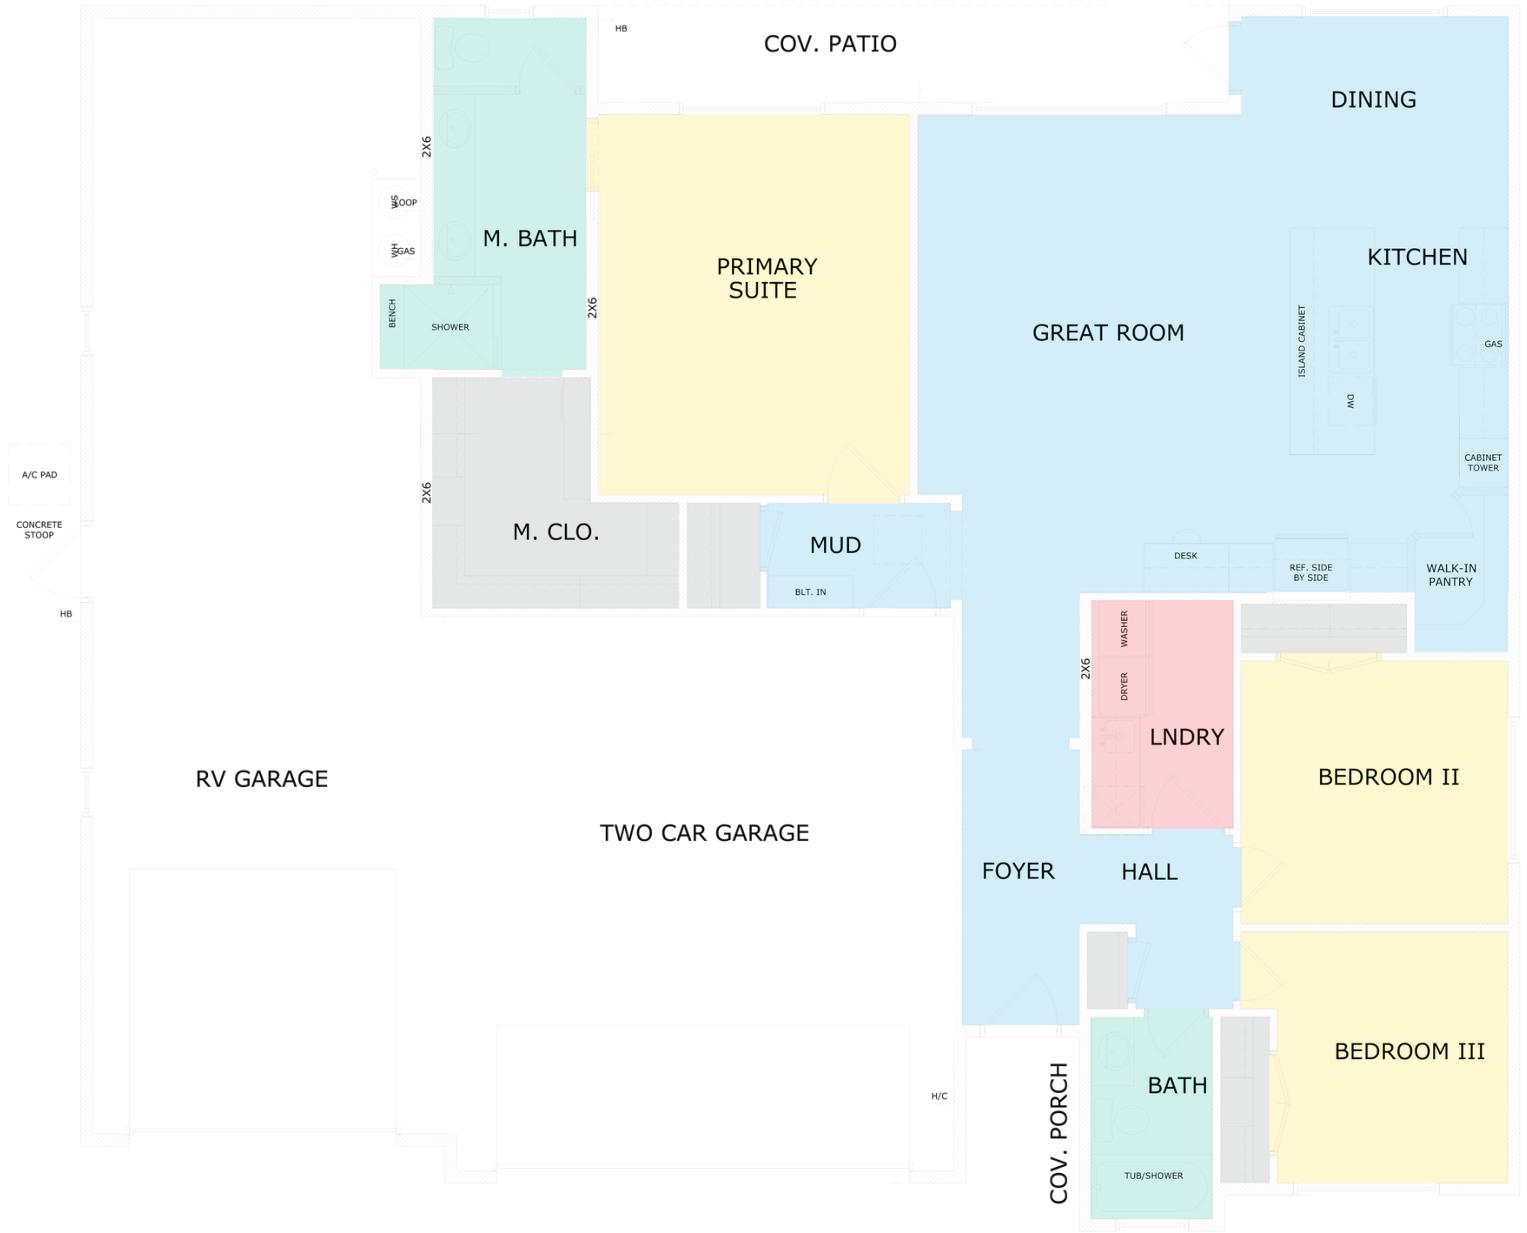 HB
COV. PATIO
DINING
2X6
WS
LOOP
M. BATH
WH
GAS
KITCHEN
PRIMARY
SUITE
2X6
BENCH
SHOWER
GREAT ROOM
ISLAND CABINET
GAS
DW
A/C PAD
2X6
CABINET
TOWER
CONCRETE
STOOP
M. CLO.
MUD
DESK
REF. SIDE
BY SIDE
WALK-IN
PANTRY
BLT. IN
HB
WASHER
2X6
DRYER
LNDRY
RV GARAGE
BEDROOM II
TWO CAR GARAGE
FOYER
HALL
BEDROOM III
BATH
H/C
COV. PORCH
TUB/SHOWER